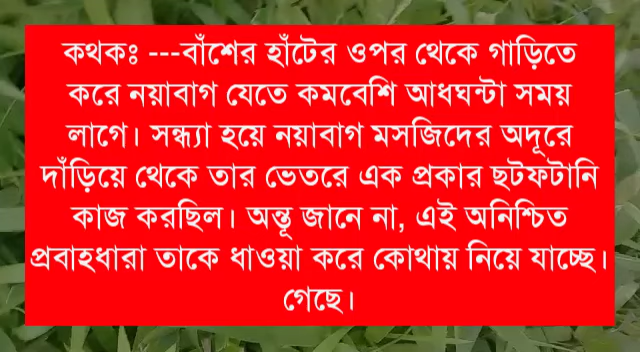 কথকঃ ---বাঁশের হাঁটের ওপর থেকে গাড়িতে
করে নয়াবাগ যেতে কমবেশি আধঘন্টা সময়
লাগে। সন্ধ্যা হয়ে নয়াবাগ মসজিদের অদূরে
দাঁড়িয়ে থেকে তার ভেতরে এক প্রকার ছটফটানি
কাজ করছিল। অন্তূ জানে না, এই অনিশ্চিত
প্রবাহধারা তাকে ধাওয়া করে কোথায় নিয়ে যাচ্ছে।
গেছে।